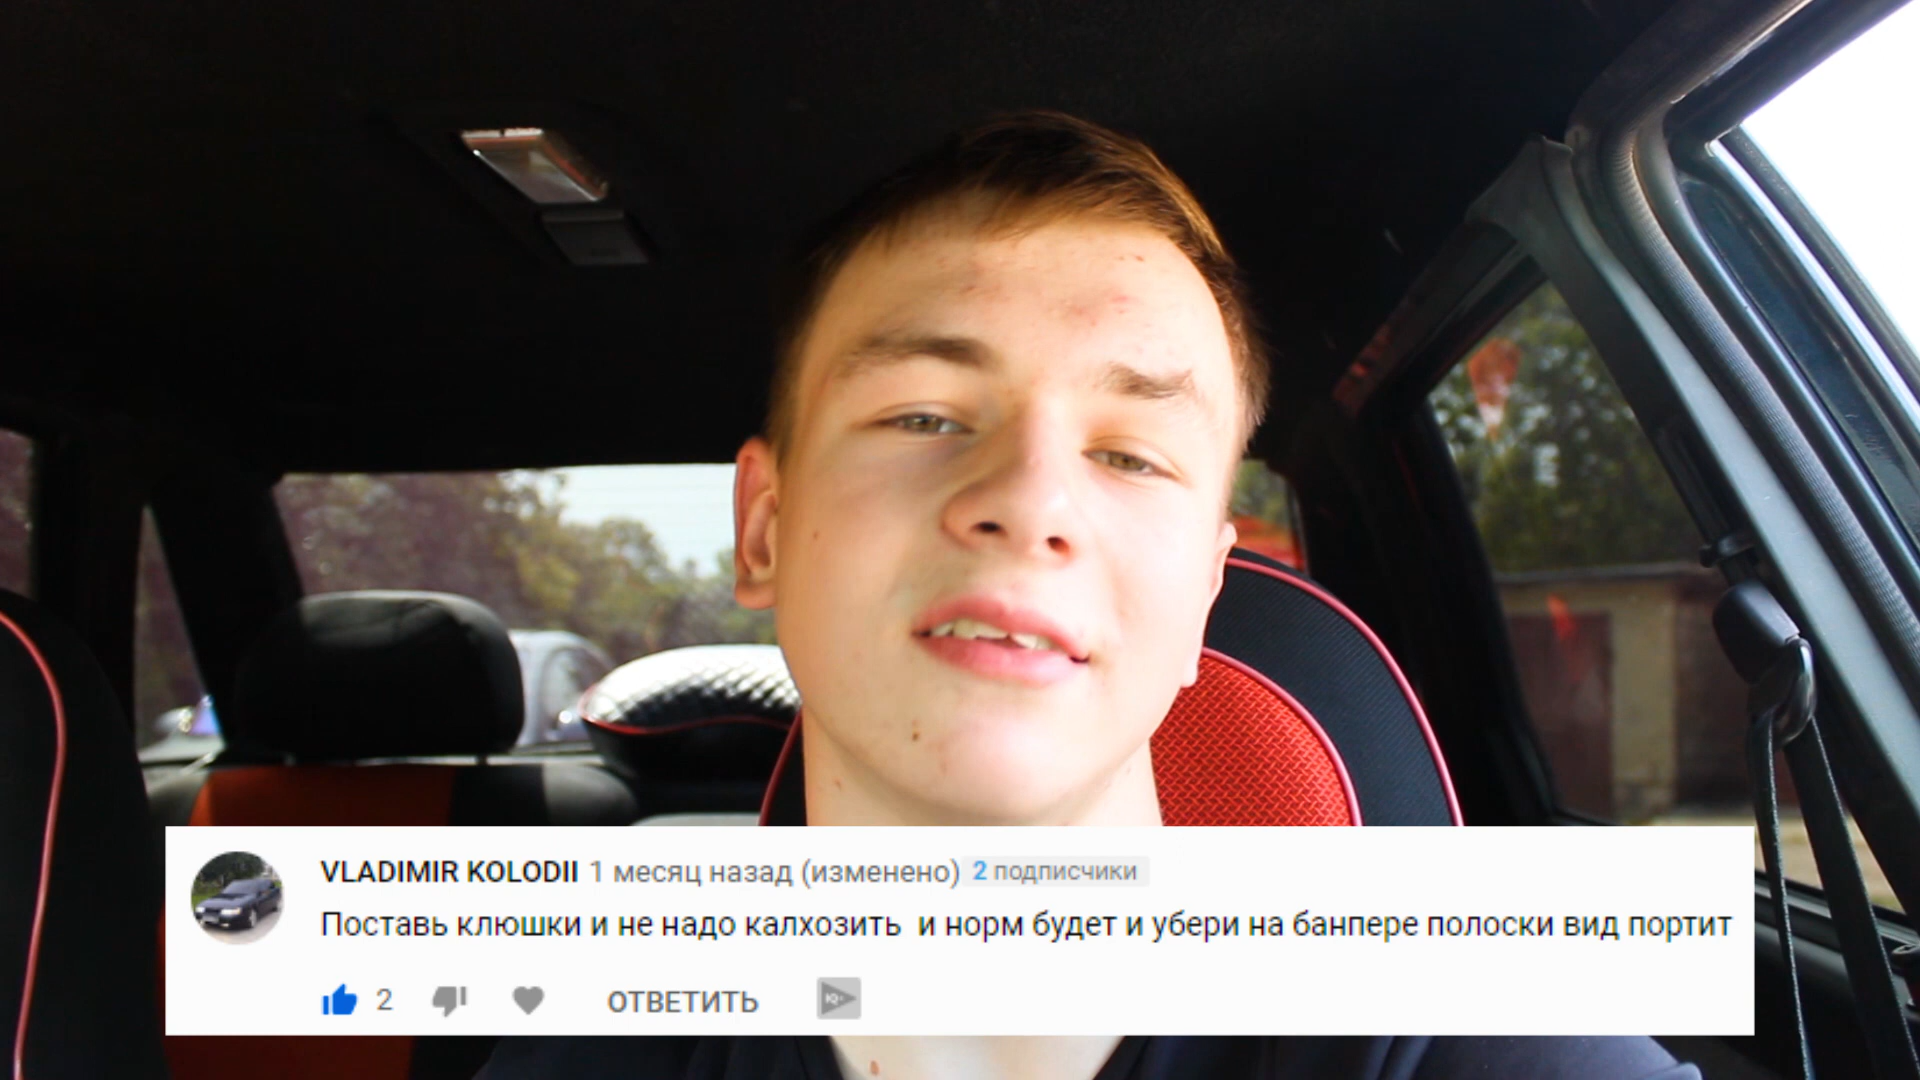 VLADIMIR KOLODII 1 месяц назад (изменено) 2 подписчики
Поставь клюшки и не надо калхозить и норм будет и убери на банпере полоски вид портит
2 ОТВЕТИТЬ IQ